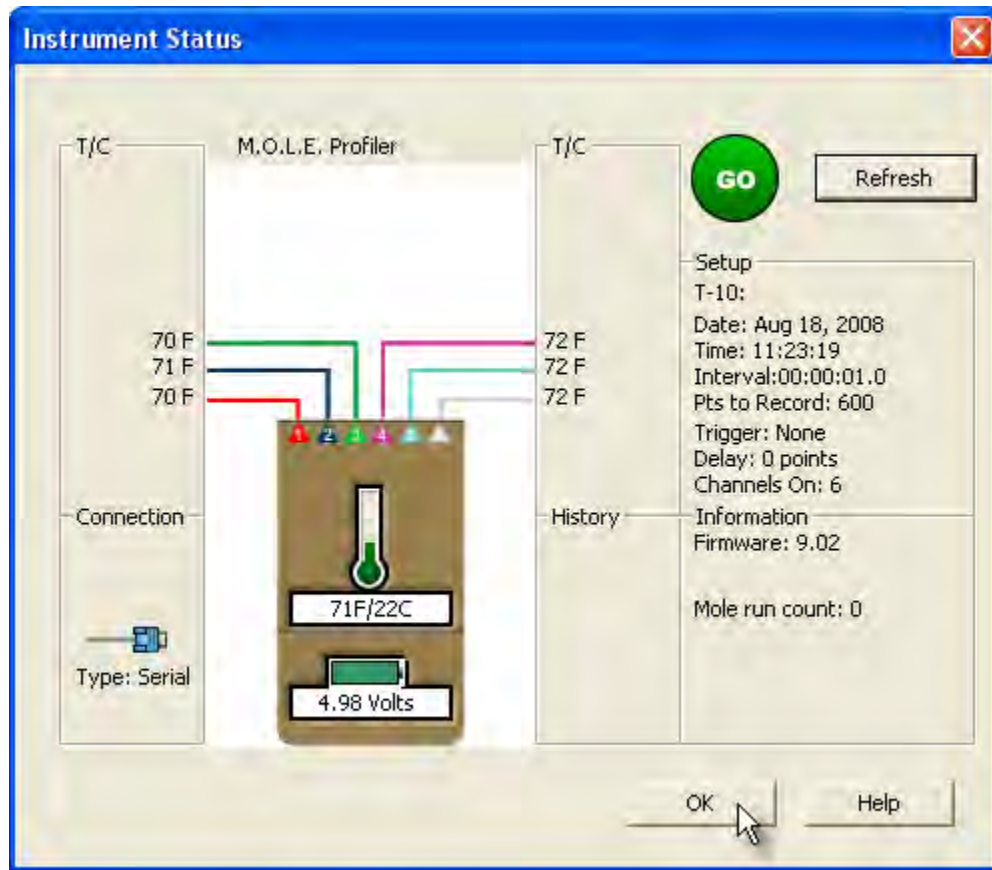 Instrument Status
T/C
M.O.L.E. Profiler
T/C
GO
Refresh
70 F
71 F
70 F
72 F
72 F
72 F
1
2
3
4
71F/22C
4.98 Volts
Connection
Type: Serial
History
Setup
T-10:
Date: Aug 18, 2008
Time: 11:23:19
Interval:00:00:01.0
Pts to Record: 600
Trigger: None
Delay: 0 points
Channels On: 6
Information
Firmware: 9.02
Mole run count: 0
OK
Help